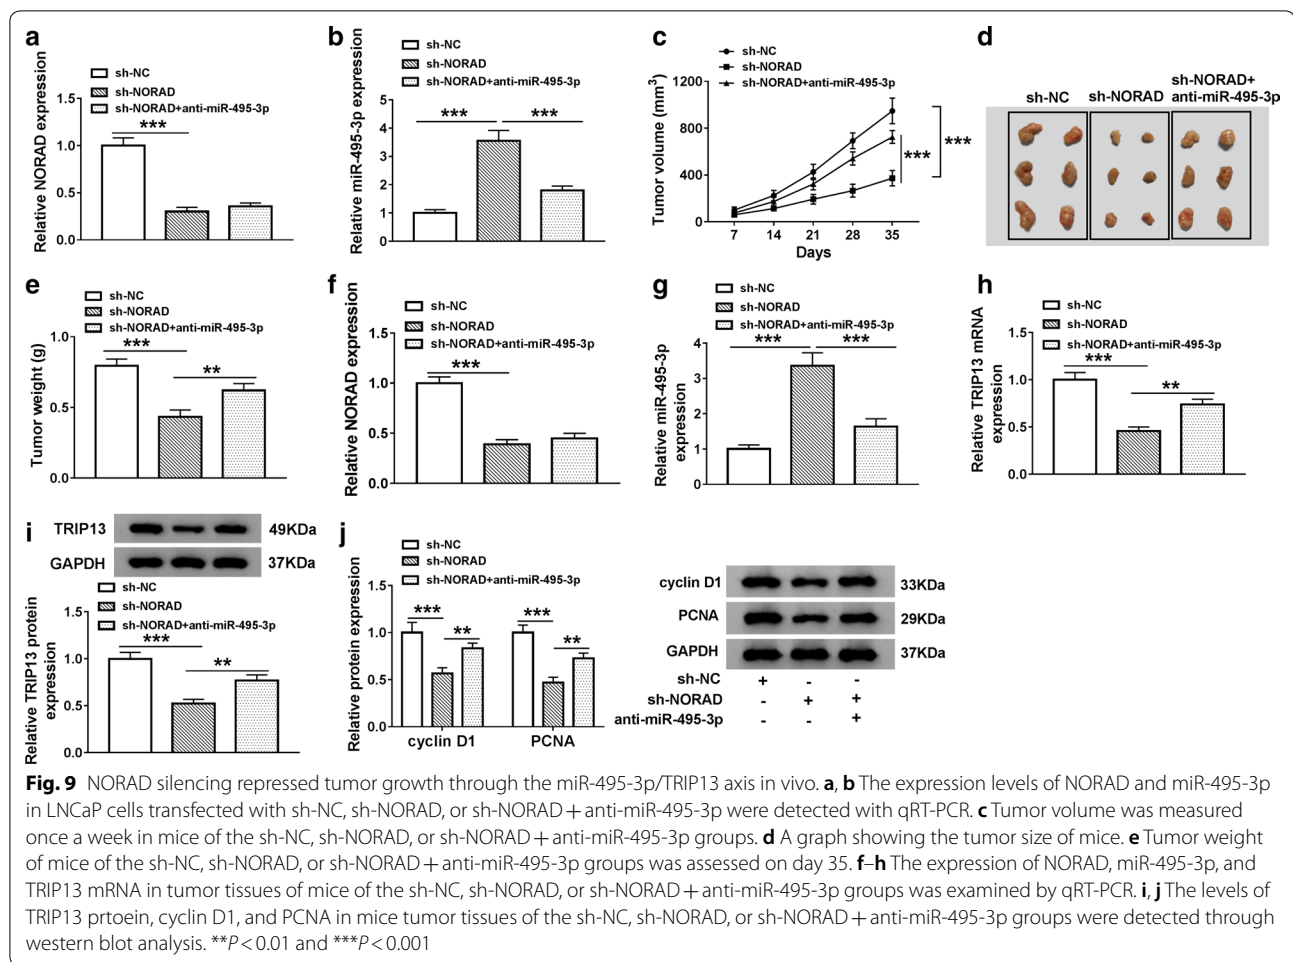 a
sh-NC
sh-NORAD
sh-NORAD+anti-miR-495-3p
Relative NORAD expression
1.5
1.0
0.5
0.0
***
b
sh-NC
sh-NORAD
sh-NORAD+anti-miR-495-3p
Relative miR-495-3p expression
5
4
3
2
1
0
*** ***
c
sh-NC
sh-NORAD
sh-NORAD+anti-miR-495-3p
Tumor volume (mm³)
1200
800
400
0
7 14 21 28 35
Days
*** ***
d
sh-NC sh-NORAD sh-NORAD+
anti-miR-495-3p
e
sh-NC
sh-NORAD
sh-NORAD+anti-miR-495-3p
Tumor weight (g)
1.0
0.5
0.0
***
**
f
sh-NC
sh-NORAD
sh-NORAD+anti-miR-495-3p
Relative NORAD expression
1.5
1.0
0.5
0.0
***
g
sh-NC
sh-NORAD
sh-NORAD+anti-miR-495-3p
Relative miR-495-3p
expression
4
3
2
1
0
*** ***
h
sh-NC
sh-NORAD
sh-NORAD+anti-miR-495-3p
Relative TRIP13 mRNA
expression
1.5
1.0
0.5
0.0
***
**
i
TRIP13 49KDa
GAPDH 37KDa
sh-NC
sh-NORAD
sh-NORAD+anti-miR-495-3p
Relative TRIP13 protein
expression
1.5
1.0
0.5
0.0
***
**
j
sh-NC
sh-NORAD
sh-NORAD+anti-miR-495-3p
Relative protein expression
1.5
1.0
0.5
0.0
*** ***
** **
cyclin D1 PCNA
cyclin D1 33KDa
PCNA 29KDa
GAPDH 37KDa
sh-NC + - -
sh-NORAD - + +
anti-miR-495-3p - - +
Fig. 9 NORAD silencing repressed tumor growth through the miR-495-3p/TRIP13 axis in vivo. a, b The expression levels of NORAD and miR-495-3p
in LNCaP cells transfected with sh-NC, sh-NORAD, or sh-NORAD + anti-miR-495-3p were detected with qRT-PCR. c Tumor volume was measured
once a week in mice of the sh-NC, sh-NORAD, or sh-NORAD + anti-miR-495-3p groups. d A graph showing the tumor size of mice. e Tumor weight
of mice of the sh-NC, sh-NORAD, or sh-NORAD + anti-miR-495-3p groups was assessed on day 35. f–h The expression of NORAD, miR-495-3p, and
TRIP13 mRNA in tumor tissues of mice of the sh-NC, sh-NORAD, or sh-NORAD + anti-miR-495-3p groups was examined by qRT-PCR. i, j The levels of
TRIP13 prtoein, cyclin D1, and PCNA in mice tumor tissues of the sh-NC, sh-NORAD, or sh-NORAD + anti-miR-495-3p groups were detected through
western blot analysis. **P < 0.01 and ***P < 0.001